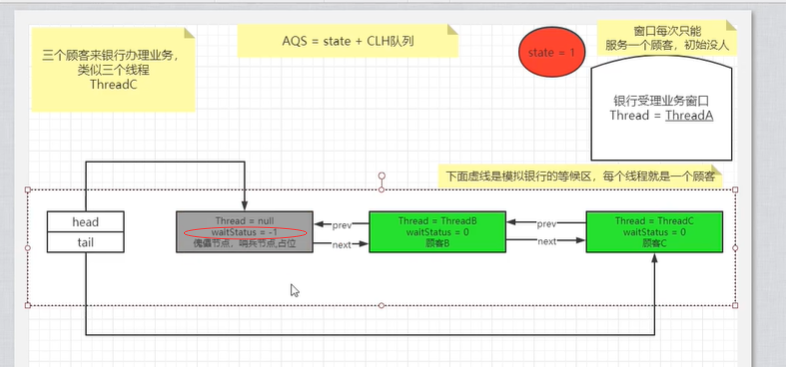 三个顾客来银行办理业务，
类似三个线程
ThreadC
AQS = state + CLH队列
state = 1
窗口每次只能
服务一个顾客，初始没人
银行受理业务窗口
Thread = ThreadA
下面虚线是模拟银行的等候区，每个线程就是一个顾客
head
tail
Thread = null
waitStatus = -1
傀儡节点，哨兵节点,占位
prev
next
Thread = ThreadB
waitStatus = 0
顾客B
prev
next
Thread = ThreadC
waitStatus = 0
顾客C